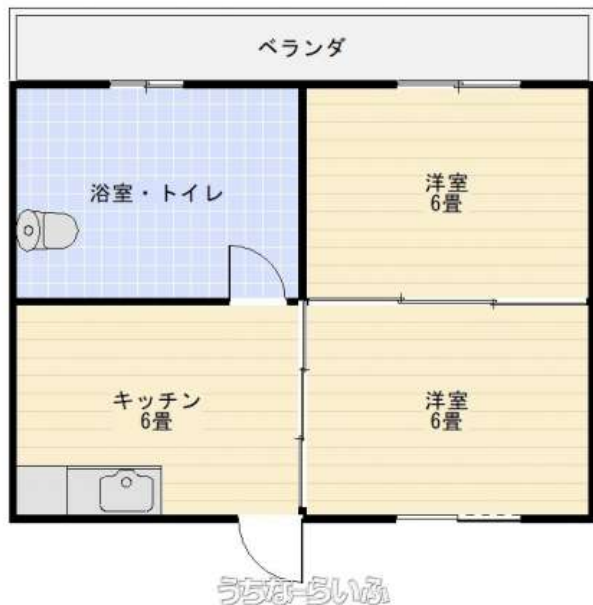 ベランダ
浴室・トイレ
洋室
6畳
キッチン
6畳
洋室
6畳
うちなーらいふ